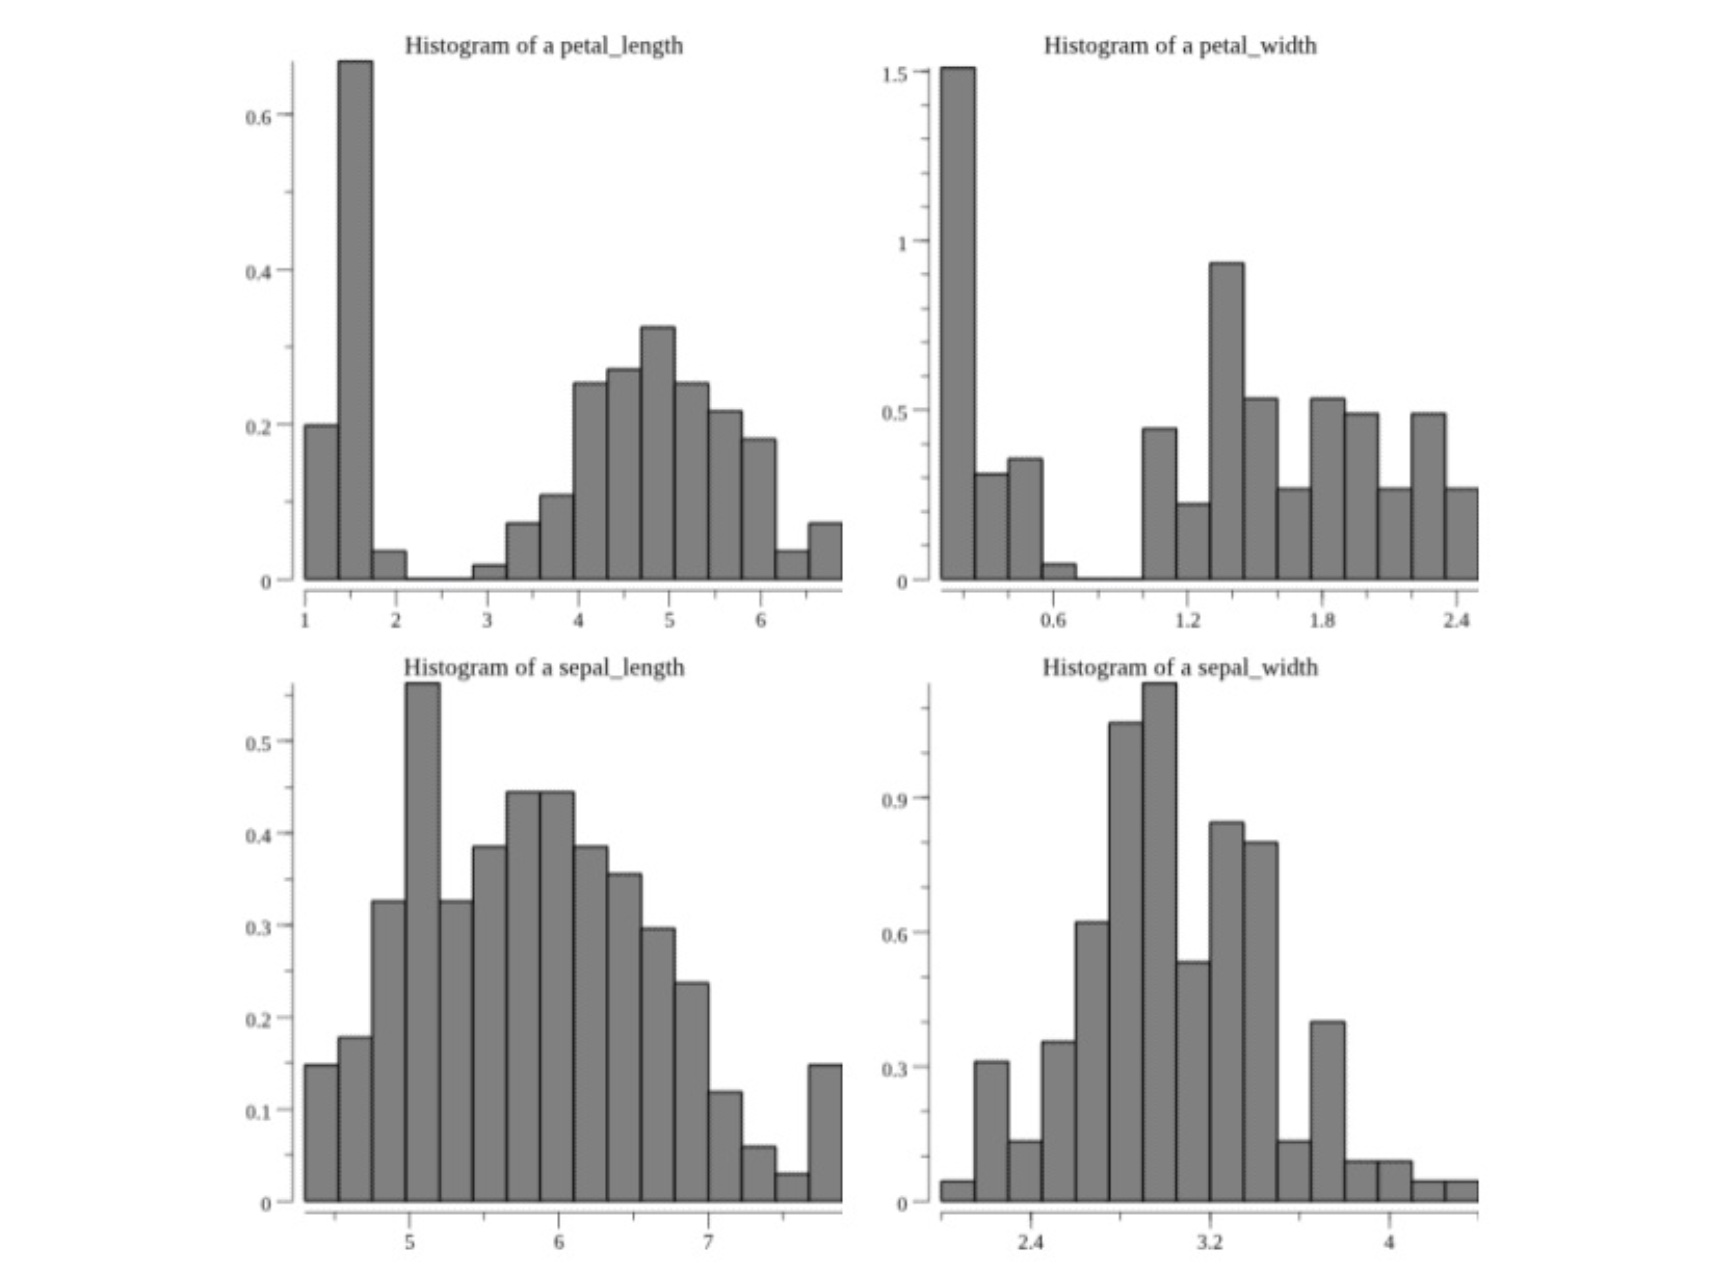 Histogram of a petal_length
0.6
0.4
0.2
0
1 2 3 4 5 6
Histogram of a petal_width
1.5
1
0.5
0
0.6 1.2 1.8 2.4
Histogram of a sepal_length
0.5
0.4
0.3
0.2
0.1
0
5 6 7
Histogram of a sepal_width
0.9
0.6
0.3
0
2.4 3.2 4